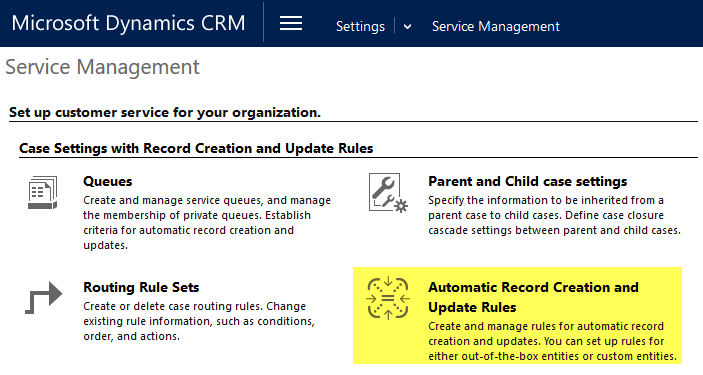 Microsoft Dynamics CRM Settings Service Management
Service Management
Set up customer service for your organization.
Case Settings with Record Creation and Update Rules
Queues
Create and manage service queues, and manage
the membership of private queues. Establish
criteria for automatic record creation and
updates.
Parent and Child case settings
Specify the information to be inherited from a
parent case to child cases. Define case closure
cascade settings between parent and child cases.
Routing Rule Sets
Create or delete case routing rules. Change
existing rule information, such as conditions,
order, and actions.
Automatic Record Creation and
Update Rules
Create and manage rules for automatic record
creation and updates. You can set up rules for
either out-of-the-box entities or custom entities.